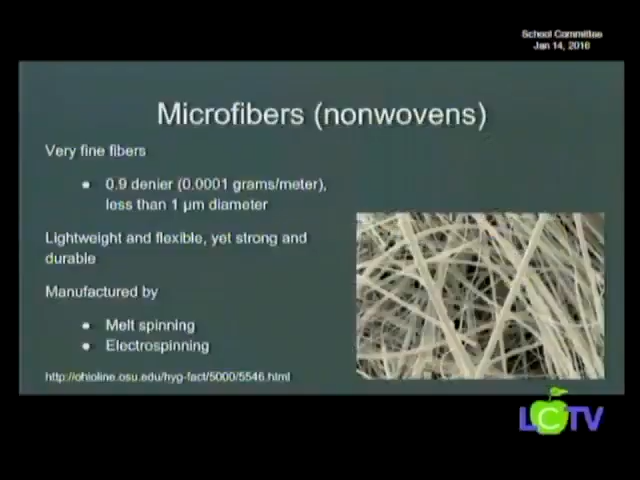 School Committee
Jan 14, 2016
Microfibers (nonwovens)
Very fine fibers
● 0.9 denier (0.0001 grams/meter),
less than 1 μm diameter
Lightweight and flexible, yet strong and
durable
Manufactured by
● Melt spinning
● Electrospinning
http://ohioline.osu.edu/hyg-fact/5000/5546.html
LCTV